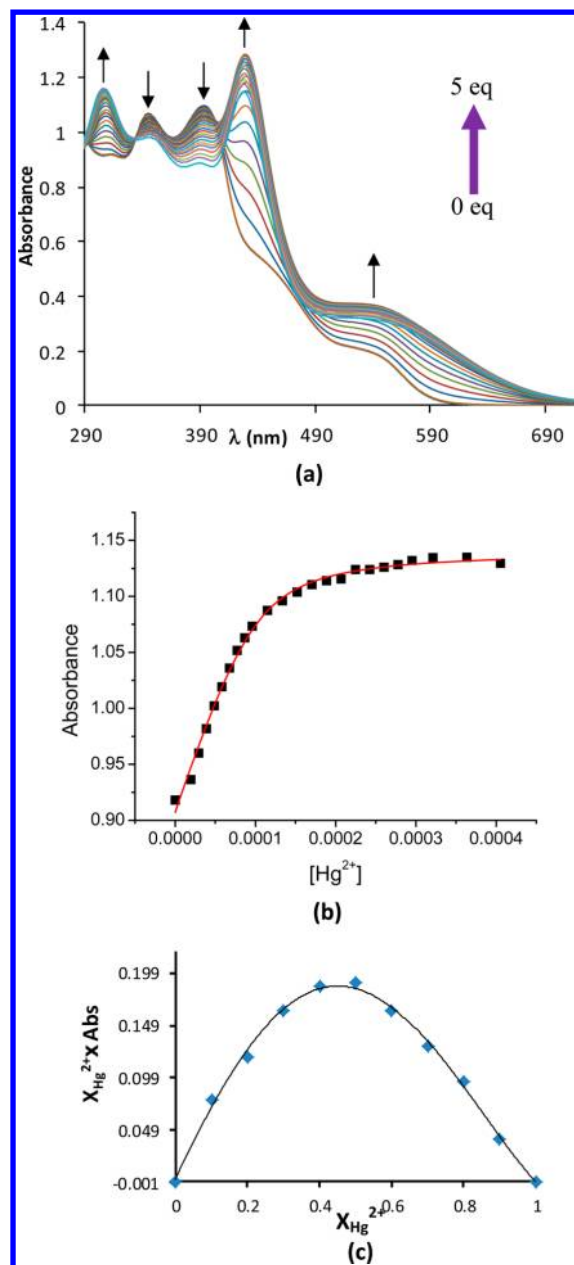 1.4
1.2
1
0.8
0.6
0.4
0.2
0
Absorbance
5 eq
0 eq
290 390 490 590 690
λ (nm)
(a)
1.15
1.10
1.05
1.00
0.95
0.90
Absorbance
0.0000 0.0001 0.0002 0.0003 0.0004
[Hg²⁺]
(b)
0.199
0.149
0.099
0.049
-0.001
X_Hg²⁺x Abs
0 0.2 0.4 0.6 0.8 1
X_Hg²⁺
(c)